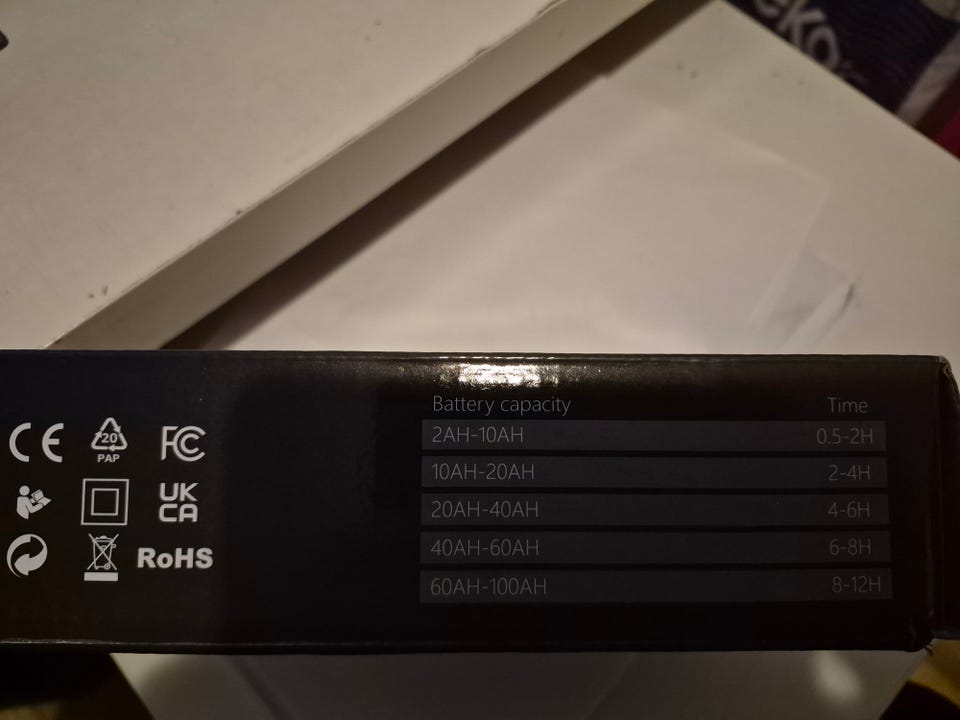 eko
CE
20
PAP
FC
UK
CA
RoHS
Battery capacity Time
2AH-10AH 0.5-2H
10AH-20AH 2-4H
20AH-40AH 4-6H
40AH-60AH 6-8H
60AH-100AH 8-12H